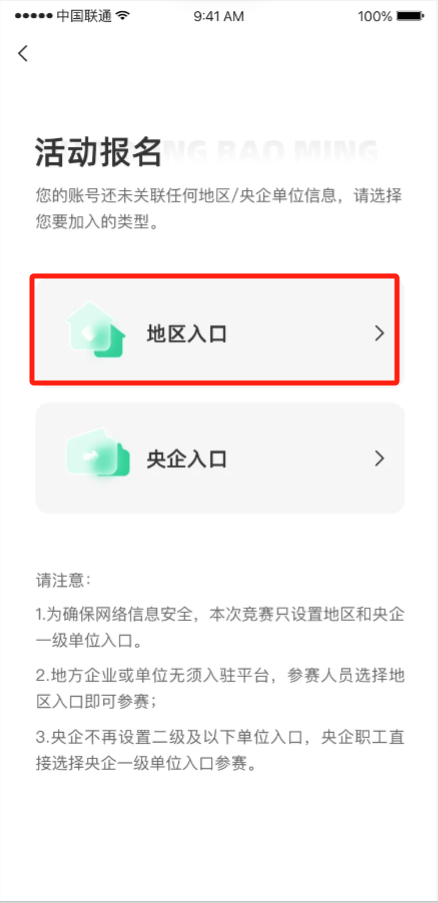 中国联通 9:41 AM 100%
活动报名
NG BAO MING
您的账号还未关联任何地区/央企单位信息，请选择
您要加入的类型。
地区入口
央企入口
请注意：
1.为确保网络信息安全，本次竞赛只设置地区和央企
一级单位入口。
2.地方企业或单位无须入驻平台，参赛人员选择地
区入口即可参赛；
3.央企不再设置二级及以下单位入口，央企职工直
接选择央企一级单位入口参赛。